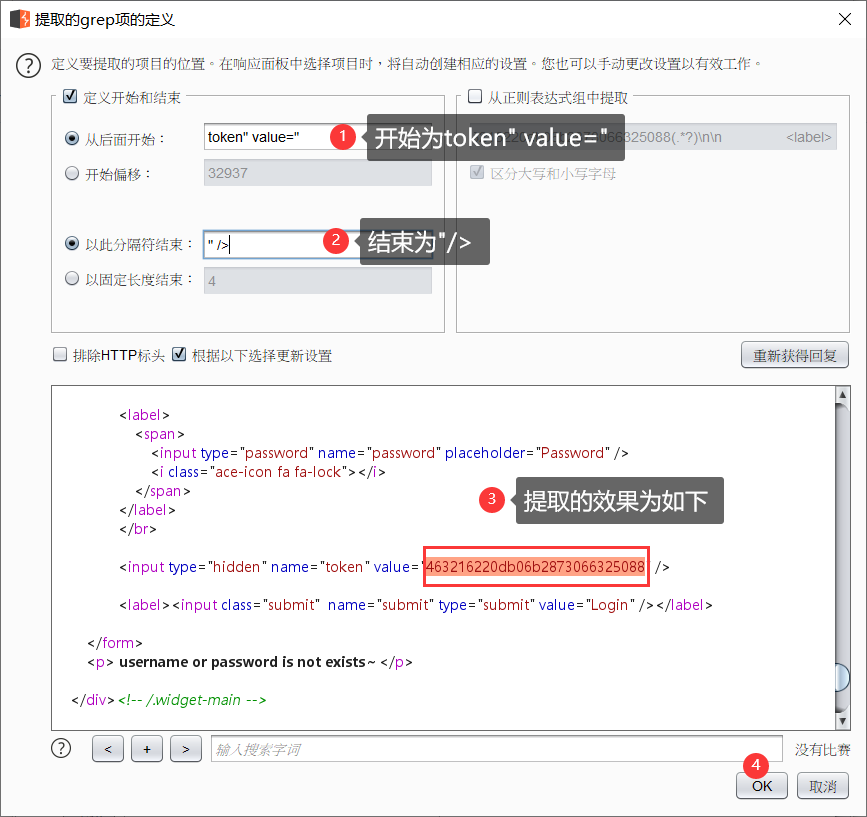 提取的grep项的定义
定义要提取的项目的位置。在响应面板中选择项目时，将自动创建相应的设置。您也可以手动更改设置以有效工作。
定义开始和结束
从后面开始：
token" value="
1
开始为token" value="
开始偏移：
32937
以此分隔符结束：
" />
2
结束为"/>
以固定长度结束：
4
从正则表达式组中提取
066325088(.*?)\n\n
<label>
区分大写和小写字母
排除HTTP标头
根据以下选择更新设置
重新获得回复
<label>
<span>
<input type="password" name="password" placeholder="Password" />
<i class="ace-icon fa fa-lock"></i>
</span>
</label>
</br>
3
提取的效果为如下
<input type="hidden" name="token" value="463216220db06b2873066325088" />
<label><input class="submit" name="submit" type="submit" value="Login" /></label>
</form>
<p> username or password is not exists~ </p>
</div><!-- /.widget-main -->
?
<
+
>
输入搜索字词
没有比赛
4
OK
取消